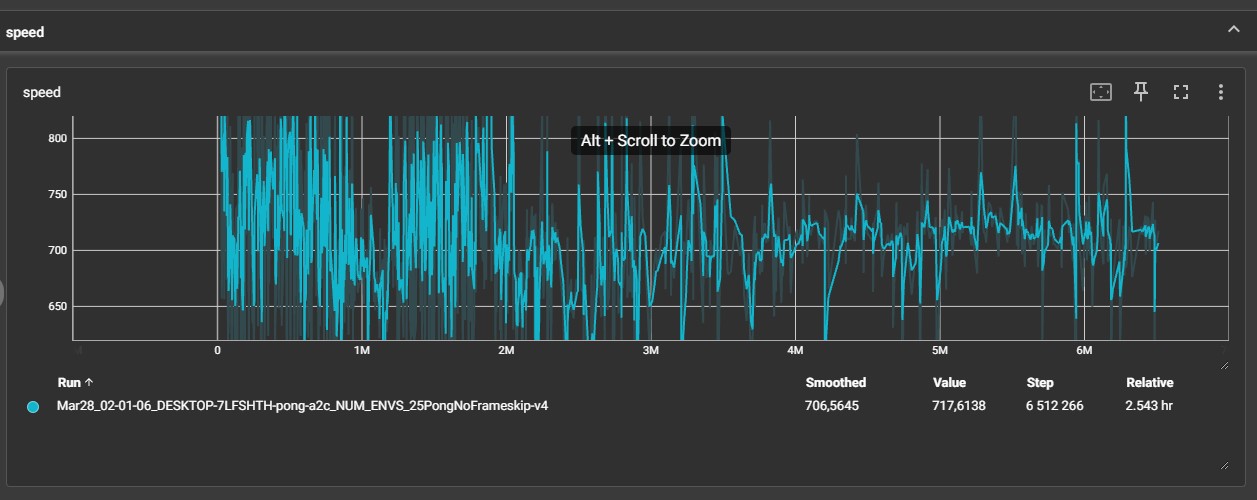 speed
speed
Alt + Scroll to Zoom
800
750
700
650
0 1M 2M 3M 4M 5M 6M
Run ↑ Smoothed Value Step Relative
Mar28_02-01-06_DESKTOP-7LFSHTH-pong-a2c_NUM_ENVS_25PongNoFrameskip-v4 706,5645 717,6138 6 512 266 2.543 hr